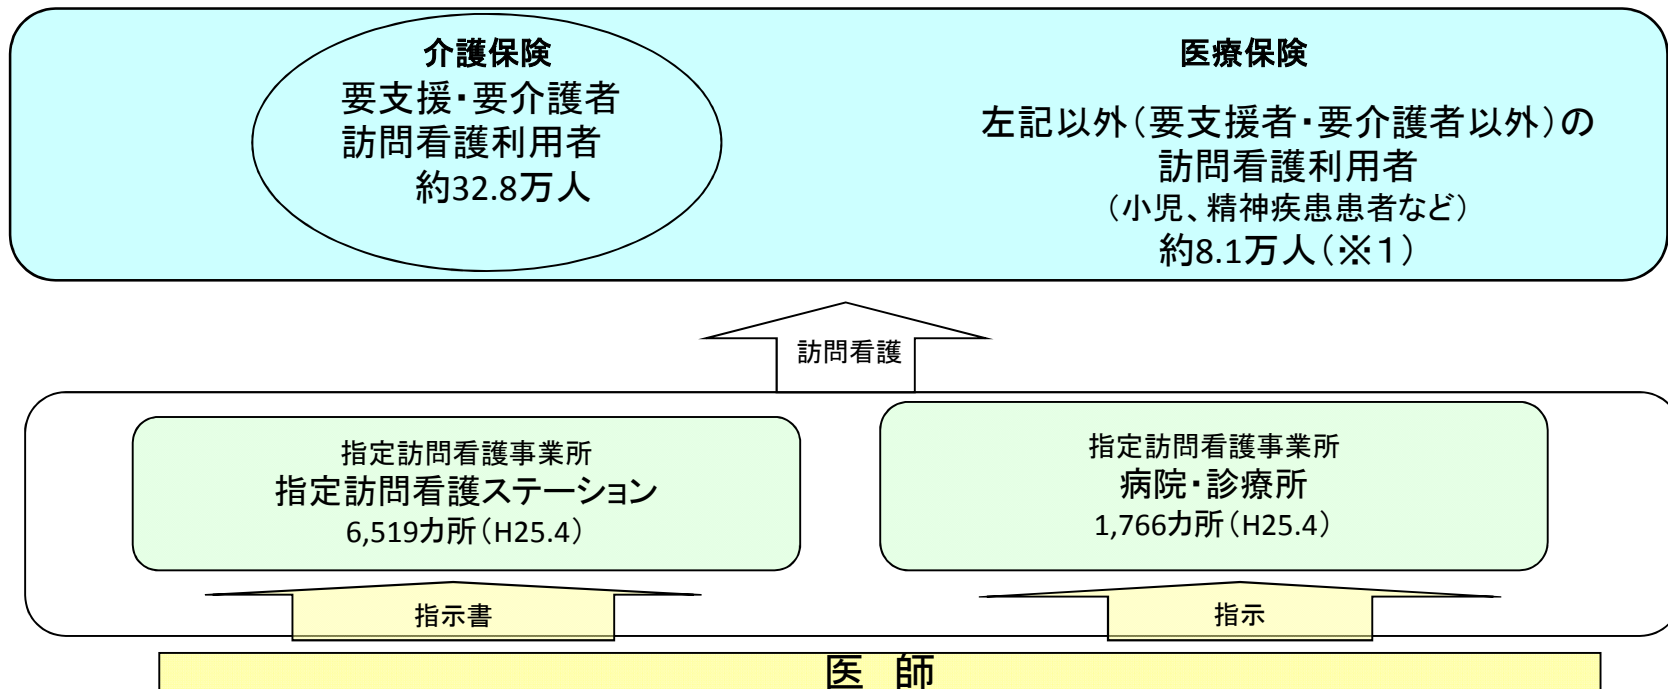 介護保険
要支援・要介護者
訪問看護利用者
約32.8万人
医療保険
左記以外（要支援者・要介護者以外）の
訪問看護利用者
（小児、精神疾患患者など）
約8.1万人（※１）
訪問看護
指定訪問看護事業所
指定訪問看護ステーション
6,519カ所（H25.4）
指定訪問看護事業所
病院・診療所
1,766カ所（H25.4）
指示書
指示
医　師